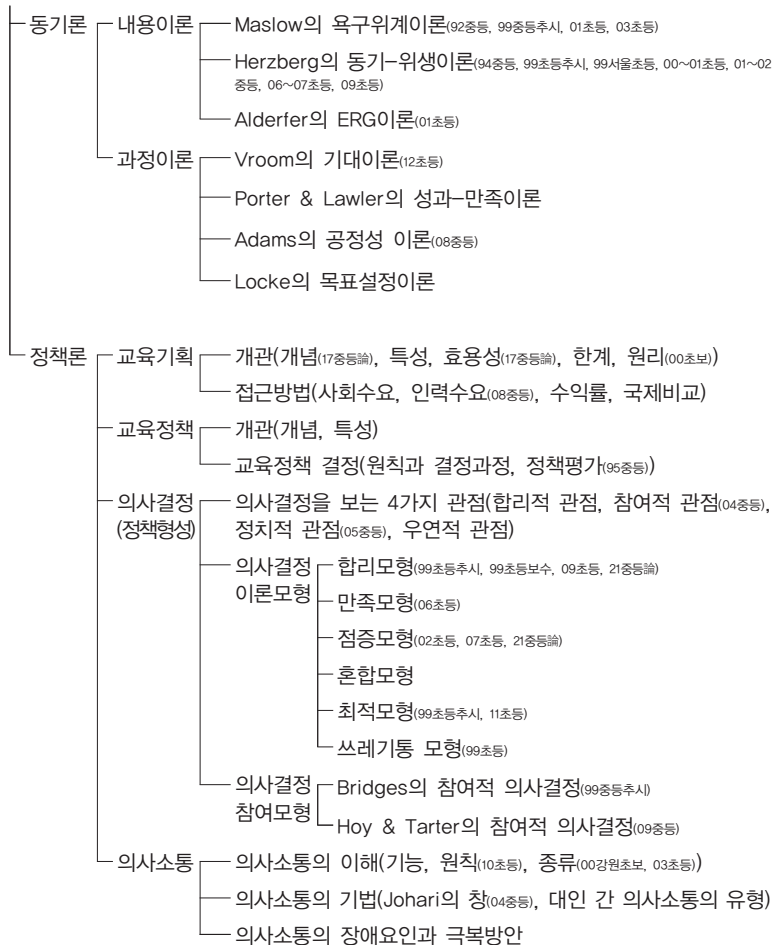 동기론 내용이론 Maslow의 욕구위계이론(92중등, 99중등추시, 01초등, 03초등)
Herzberg의 동기–위생이론(94중등, 99초등추시, 99서울초등, 00~01초등, 01~02
중등, 06~07초등, 09초등)
Alderfer의 ERG이론(01초등)
과정이론 Vroom의 기대이론(12초등)
Porter & Lawler의 성과–만족이론
Adams의 공정성 이론(08중등)
Locke의 목표설정이론
정책론 교육기획 개관(개념(17중등論), 특성, 효용성(17중등論), 한계, 원리(00초보))
접근방법(사회수요, 인력수요(08중등), 수익률, 국제비교)
교육정책 개관(개념, 특성)
교육정책 결정(원칙과 결정과정, 정책평가(95중등))
의사결정 의사결정을 보는 4가지 관점(합리적 관점, 참여적 관점(04중등),
(정책형성) 정치적 관점(05중등), 우연적 관점)
의사결정 합리모형(99초등추시, 99초등보수, 09초등, 21중등論)
이론모형
만족모형(06초등)
점증모형(02초등, 07초등, 21중등論)
혼합모형
최적모형(99초등추시, 11초등)
쓰레기통 모형(99초등)
의사결정 Bridges의 참여적 의사결정(99중등추시)
참여모형
Hoy & Tarter의 참여적 의사결정(09중등)
의사소통 의사소통의 이해(기능, 원칙(10초등), 종류(00강원초보, 03초등))
의사소통의 기법(Johari의 창(04중등), 대인 간 의사소통의 유형)
의사소통의 장애요인과 극복방안